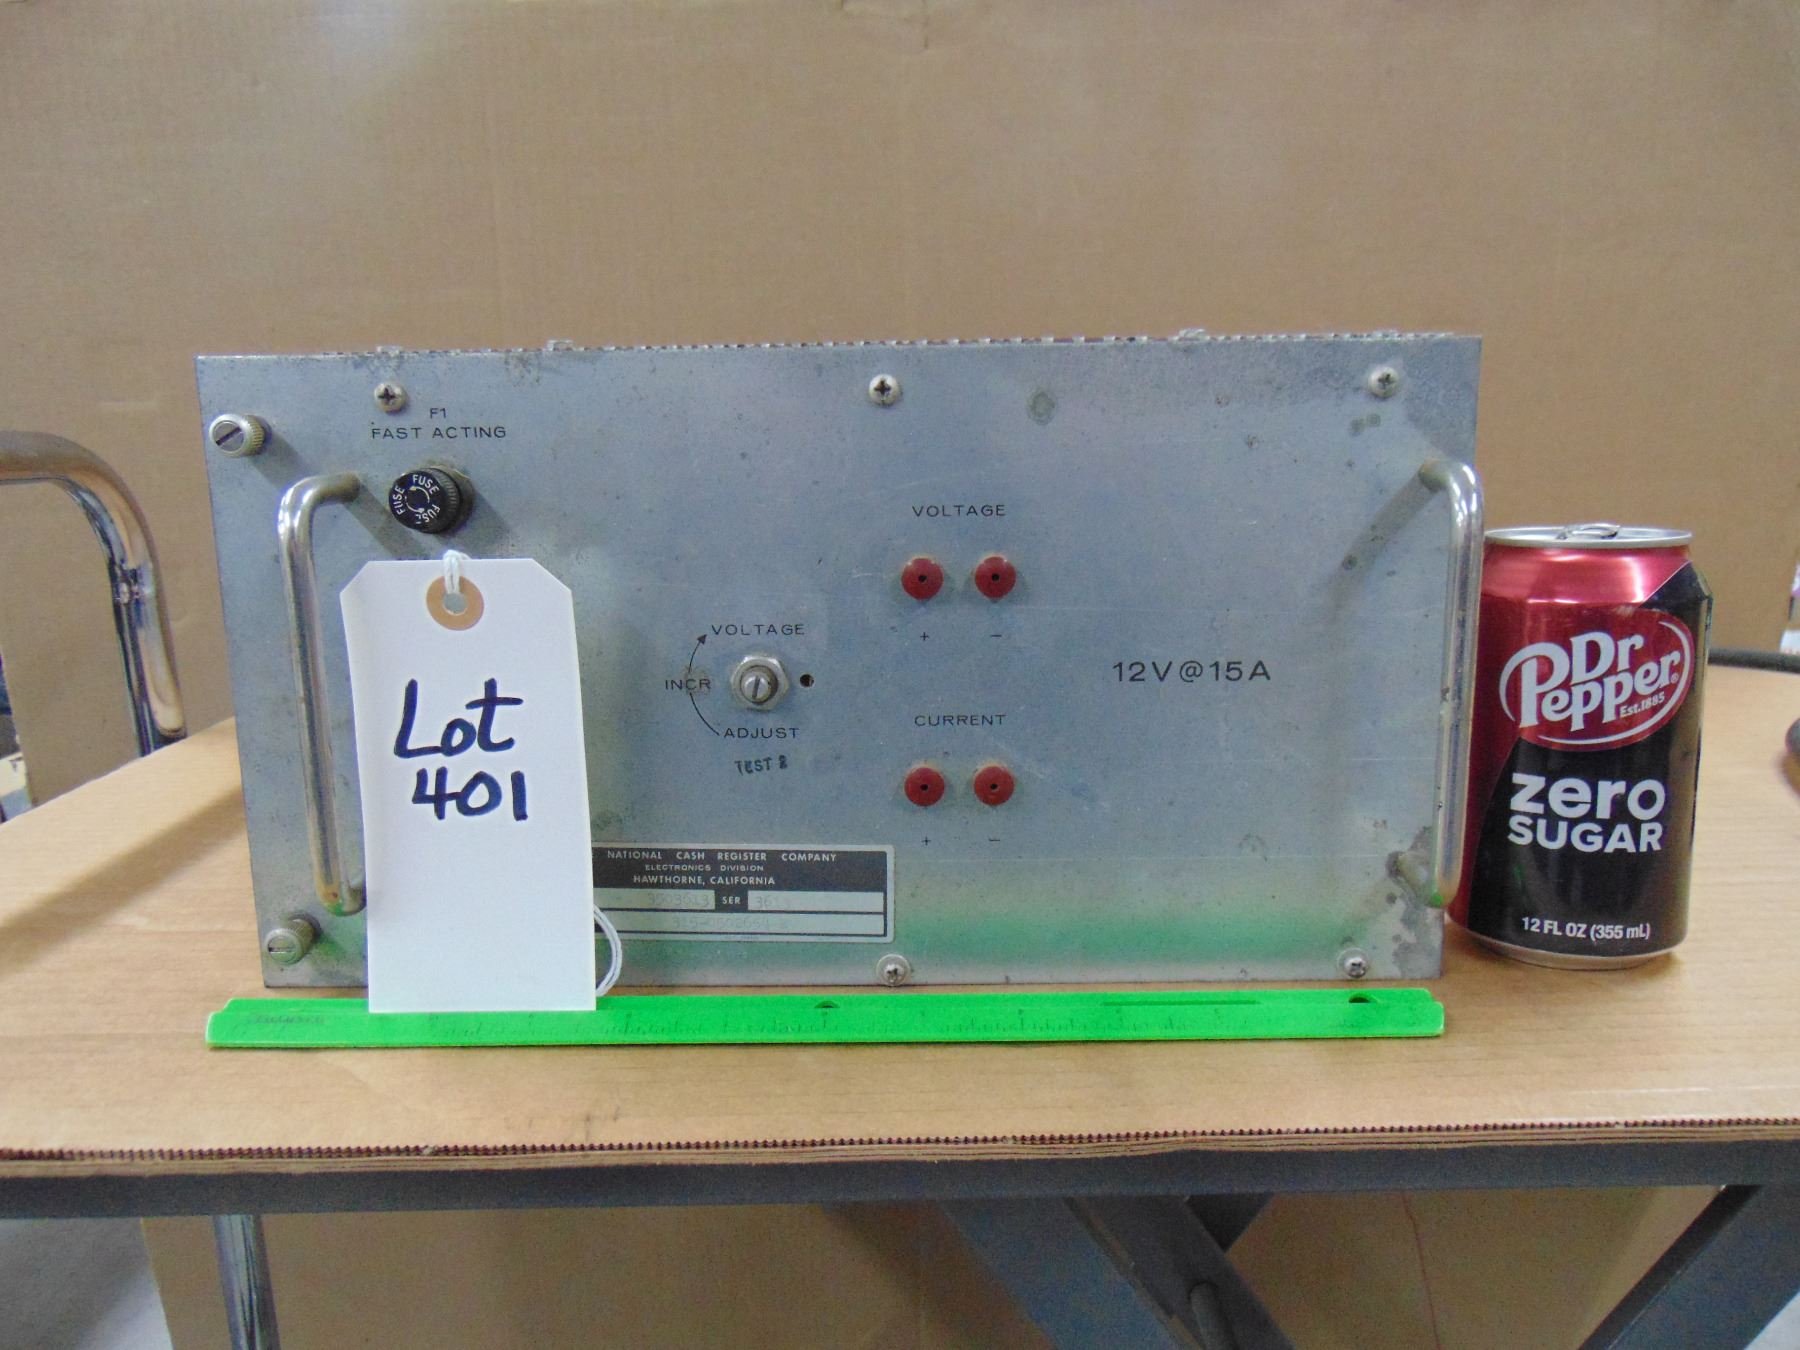 F1
FAST ACTING
FUSE
FUSE
FUSE
VOLTAGE
+ −
VOLTAGE
INCR
ADJUST
TEST 2
12V@15A
CURRENT
+ −
Lot
401
NATIONAL CASH REGISTER COMPANY
ELECTRONICS DIVISION
HAWTHORNE, CALIFORNIA
SER
Dr
Pepper®
Est.1885
zero
SUGAR
12 FL OZ (355 mL)